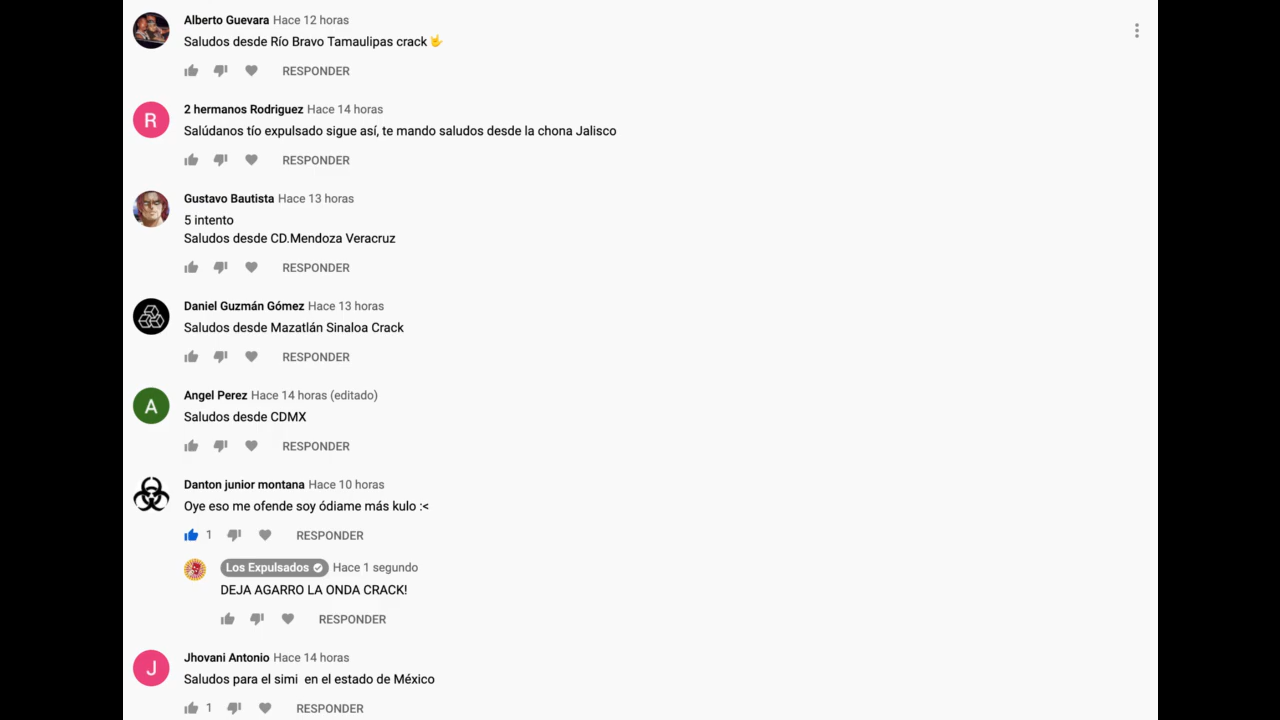 Alberto Guevara Hace 12 horas
Saludos desde Río Bravo Tamaulipas crack🤟
RESPONDER
R
2 hermanos Rodriguez Hace 14 horas
Salúdanos tío expulsado sigue así, te mando saludos desde la chona Jalisco
RESPONDER
Gustavo Bautista Hace 13 horas
5 intento
Saludos desde CD.Mendoza Veracruz
RESPONDER
Daniel Guzmán Gómez Hace 13 horas
Saludos desde Mazatlán Sinaloa Crack
RESPONDER
A
Angel Perez Hace 14 horas (editado)
Saludos desde CDMX
RESPONDER
Danton junior montana Hace 10 horas
Oye eso me ofende soy ódiame más kulo :<
1 RESPONDER
Los Expulsados Hace 1 segundo
DEJA AGARRO LA ONDA CRACK!
RESPONDER
J
Jhovani Antonio Hace 14 horas
Saludos para el simi  en el estado de México
1 RESPONDER